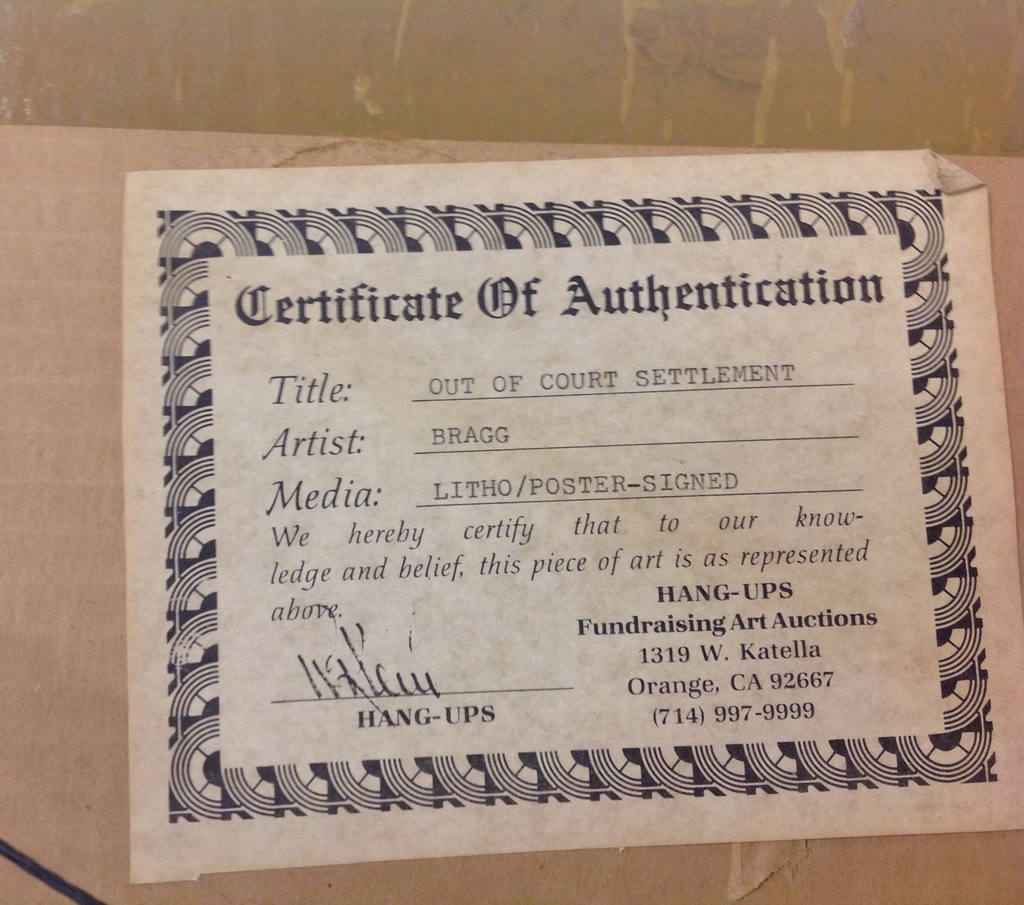 Certificate Of Authentication
Title: OUT OF COURT SETTLEMENT
Artist: BRAGG
Media: LITHO/POSTER-SIGNED
We hereby certify that to our know-
ledge and belief, this piece of art is as represented
above.
HANG-UPS
Fundraising Art Auctions
1319 W. Katella
Orange, CA 92667
(714) 997-9999
HANG-UPS